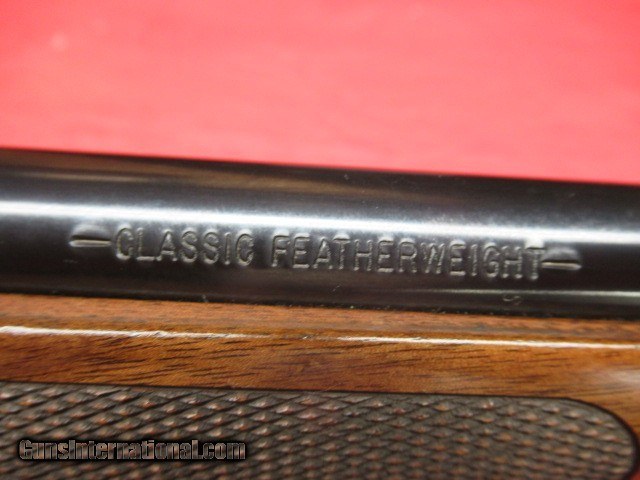 -CLASSIC FEATHERWEIGHT-
GunsInternational.com